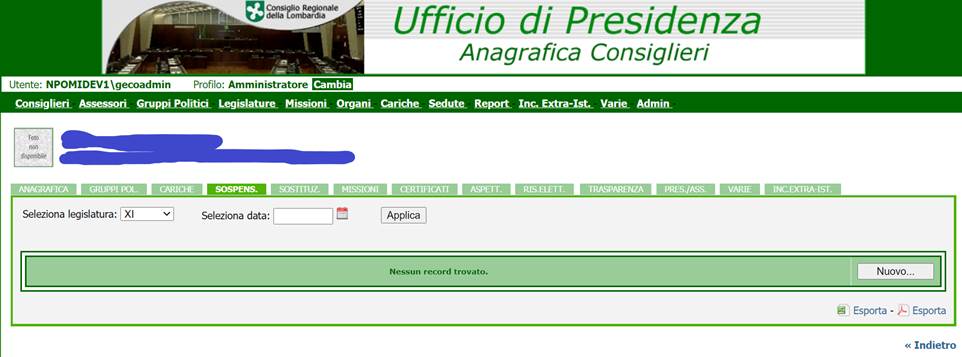 Consiglio Regionale
della Lombardia
Ufficio di Presidenza
Anagrafica Consiglieri
Utente: NPOMIDEV1\gecoadmin Profilo: Amministratore Cambia
Consiglieri Assessori Gruppi Politici Legislature Missioni Organi Cariche Sedute Report Inc. Extra-Ist. Varie Admin
Foto
non
disponibile
ANAGRAFICA GRUPPI POL. CARICHE SOSPENS. SOSTITUZ. MISSIONI CERTIFICATI ASPETT. RIS.ELETT. TRASPARENZA PRES./ASS. VARIE INC.EXTRA-IST.
Seleziona legislatura: XI Seleziona data: Applica
Nessun record trovato. Nuovo...
Esporta - Esporta
« Indietro